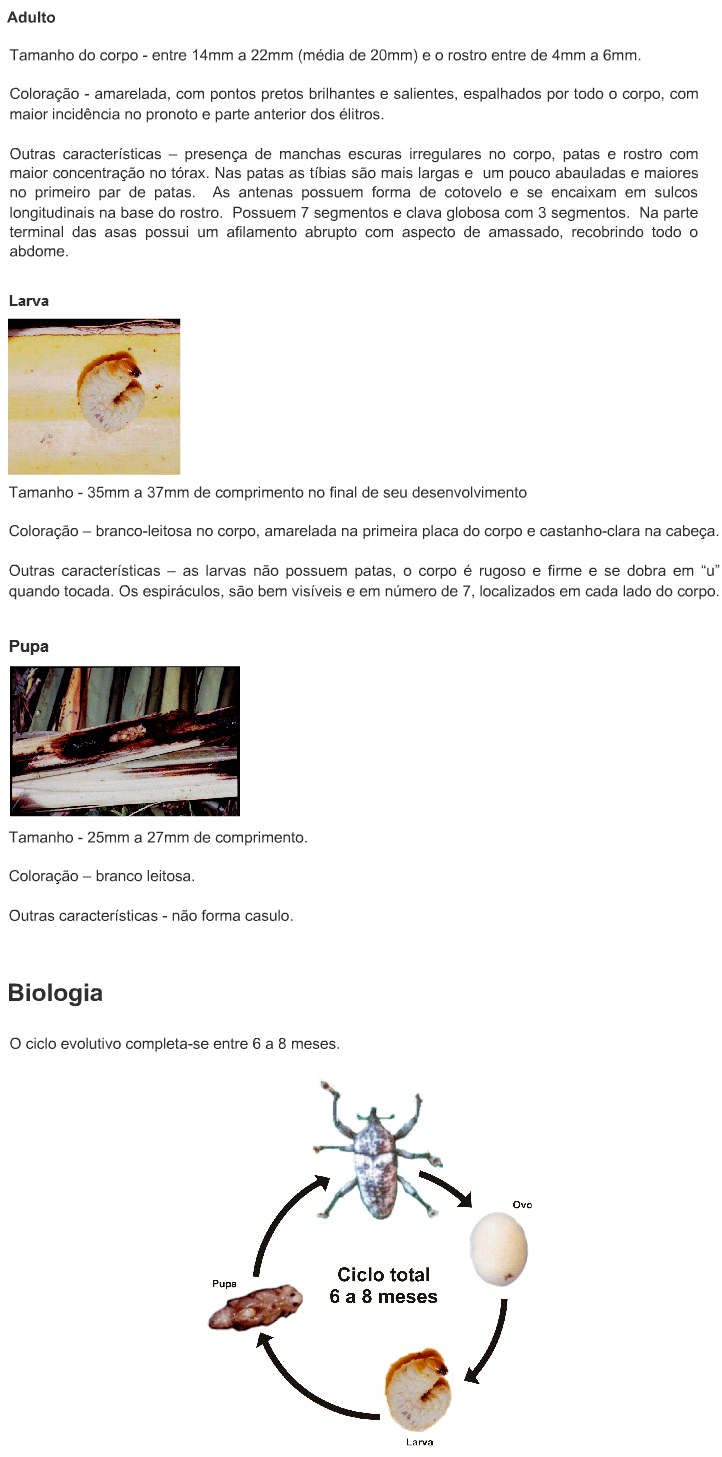 Adulto
Tamanho do corpo - entre 14mm a 22mm (média de 20mm) e o rostro entre de 4mm a 6mm.
Coloração - amarelada, com pontos pretos brilhantes e salientes, espalhados por todo o corpo, com
maior incidência no pronoto e parte anterior dos élitros.
Outras características – presença de manchas escuras irregulares no corpo, patas e rostro com
maior concentração no tórax. Nas patas as tíbias são mais largas e um pouco abauladas e maiores
no primeiro par de patas. As antenas possuem forma de cotovelo e se encaixam em sulcos
longitudinais na base do rostro. Possuem 7 segmentos e clava globosa com 3 segmentos. Na parte
terminal das asas possui um afilamento abrupto com aspecto de amassado, recobrindo todo o
abdome.
Larva
Tamanho - 35mm a 37mm de comprimento no final de seu desenvolvimento
Coloração – branco-leitosa no corpo, amarelada na primeira placa do corpo e castanho-clara na cabeça.
Outras características – as larvas não possuem patas, o corpo é rugoso e firme e se dobra em “u”
quando tocada. Os espiráculos, são bem visíveis e em número de 7, localizados em cada lado do corpo.
Pupa
Tamanho - 25mm a 27mm de comprimento.
Coloração – branco leitosa.
Outras características - não forma casulo.
Biologia
O ciclo evolutivo completa-se entre 6 a 8 meses.
Ovo
Pupa
Ciclo total
6 a 8 meses
Larva